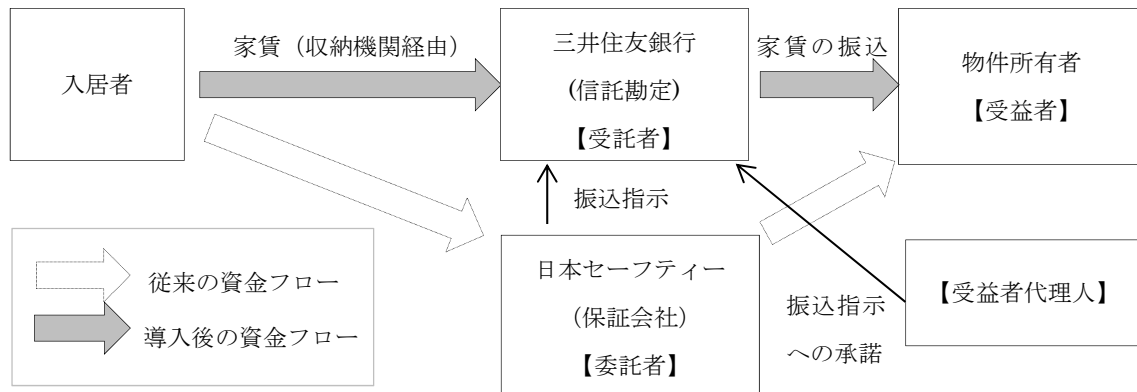 入居者
家賃（収納機関経由）
三井住友銀行
(信託勘定)
【受託者】
家賃の振込
物件所有者
【受益者】
振込指示
日本セーフティー
（保証会社）
【委託者】
【受益者代理人】
振込指示
への承諾
従来の資金フロー
導入後の資金フロー